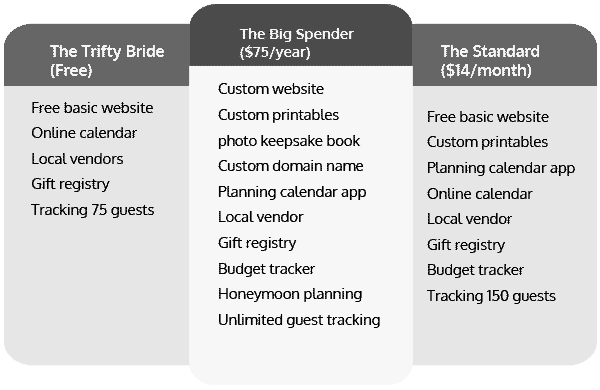 The Trifty Bride
(Free)
Free basic website
Online calendar
Local vendors
Gift registry
Tracking 75 guests
The Big Spender
($75/year)
Custom website
Custom printables
photo keepsake book
Custom domain name
Planning calendar app
Local vendor
Gift registry
Budget tracker
Honeymoon planning
Unlimited guest tracking
The Standard
($14/month)
Free basic website
Custom printables
Planning calendar app
Online calendar
Local vendor
Gift registry
Budget tracker
Tracking 150 guests